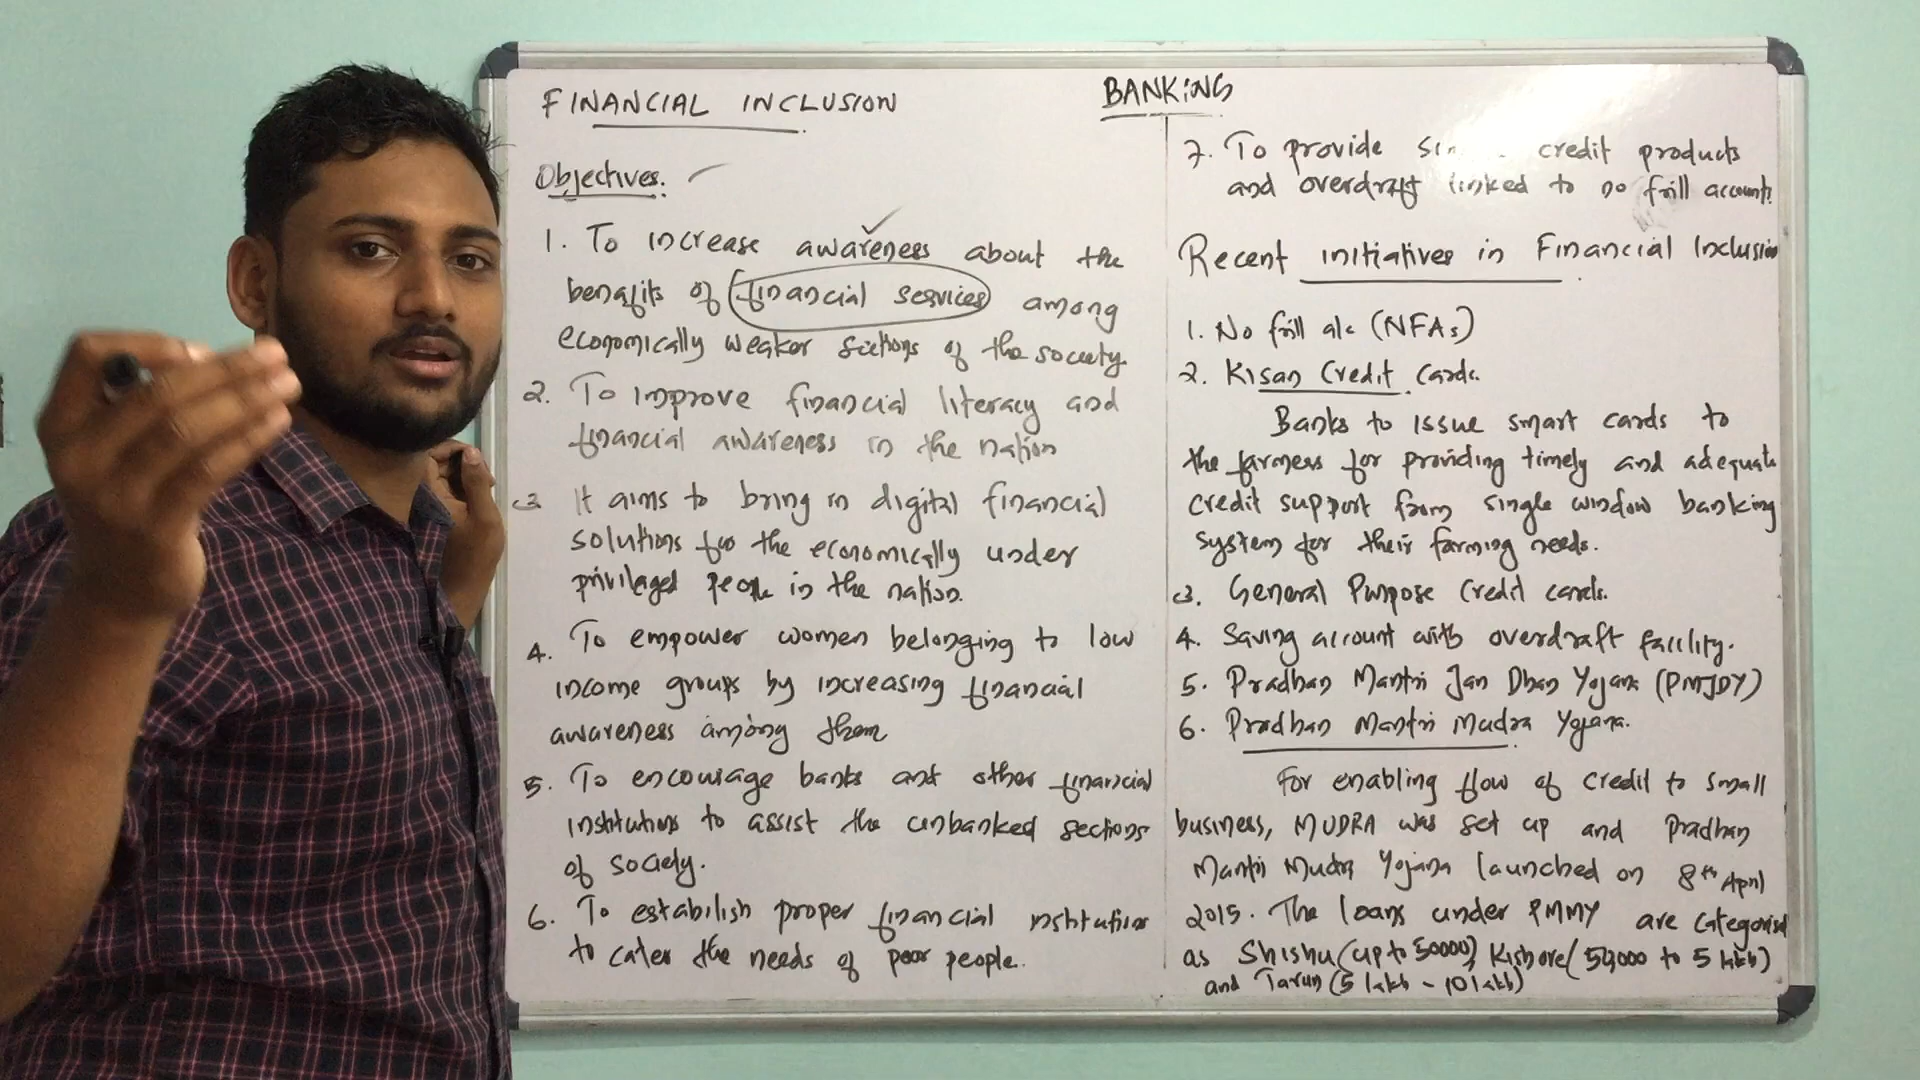 BANKING
FINANCIAL INCLUSION
Objectives.
1. To increase awareness about the
benefits of financial services among
economically weaker sections of the society
2. To improve financial literacy and
financial awareness in the nation
3 It aims to bring in digital financial
solutions for the economically under
privilaged people in the nation.
4. To empower women belonging to low
income groups by increasing financial
awareness among them
5. To encourage banks and other financial
institutions to assist the unbanked sections
of society.
6. To establish proper financial institutions
to cater the needs of poor people.
7. To provide credit products
and overdraft linked to no frill accounts
Recent initiatives in Financial Inclusion
1. No frill a/c (NFAs)
2. Kisan Credit Cards.
Banks to issue smart cards to
the farmers for providing timely and adequate
credit support from single window banking
system for their farming needs.
3. General Purpose Credit cards.
4. Saving account with overdraft facility.
5. Pradhan Mantri Jan Dhan Yojana (PMJDY)
6. Pradhan Mantri Mudra Yojana.
For enabling flow of credit to small
business, MUDRA was set up and Pradhan
Mantri Mudra Yojana launched on 8th April
2015. The loans under PMMY are categorised
as Shishu (up to 50000), Kishore (50,000 to 5 lakh)
and Tarun (5 lakh - 10 lakh)